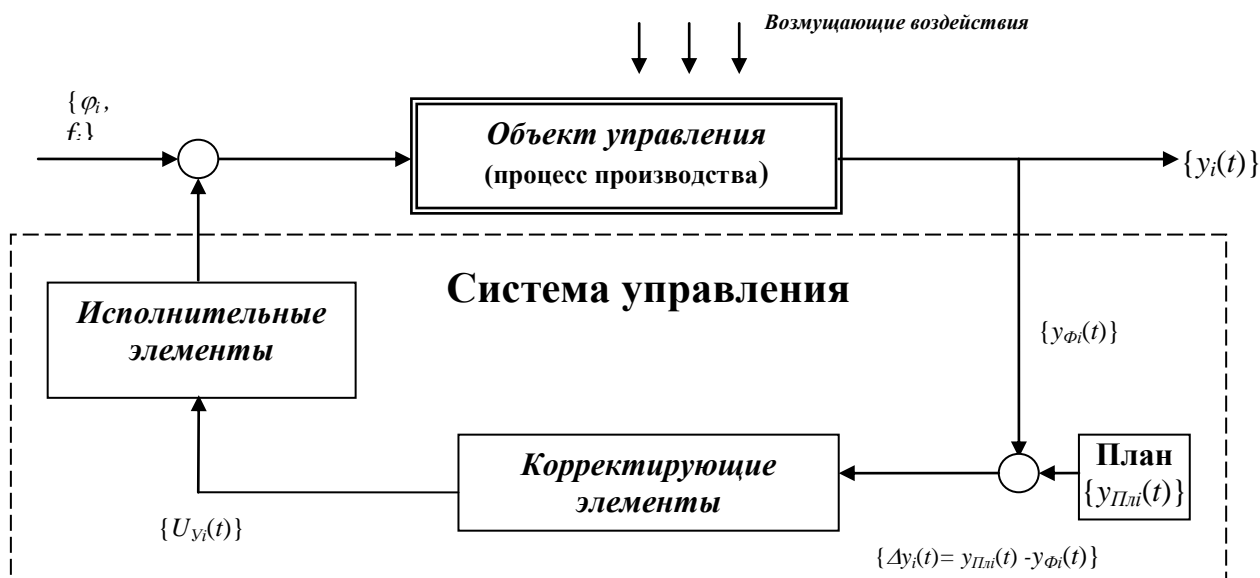 Возмущающие воздействия
{φi,
fi}
Объект управления
(процесс производства)
{yi(t)}
Система управления
Исполнительные
элементы
{yФi(t)}
Корректирующие
элементы
План
{yПлi(t)}
{UУi(t)}
{Δyi(t)= yПлi(t) -yФi(t)}